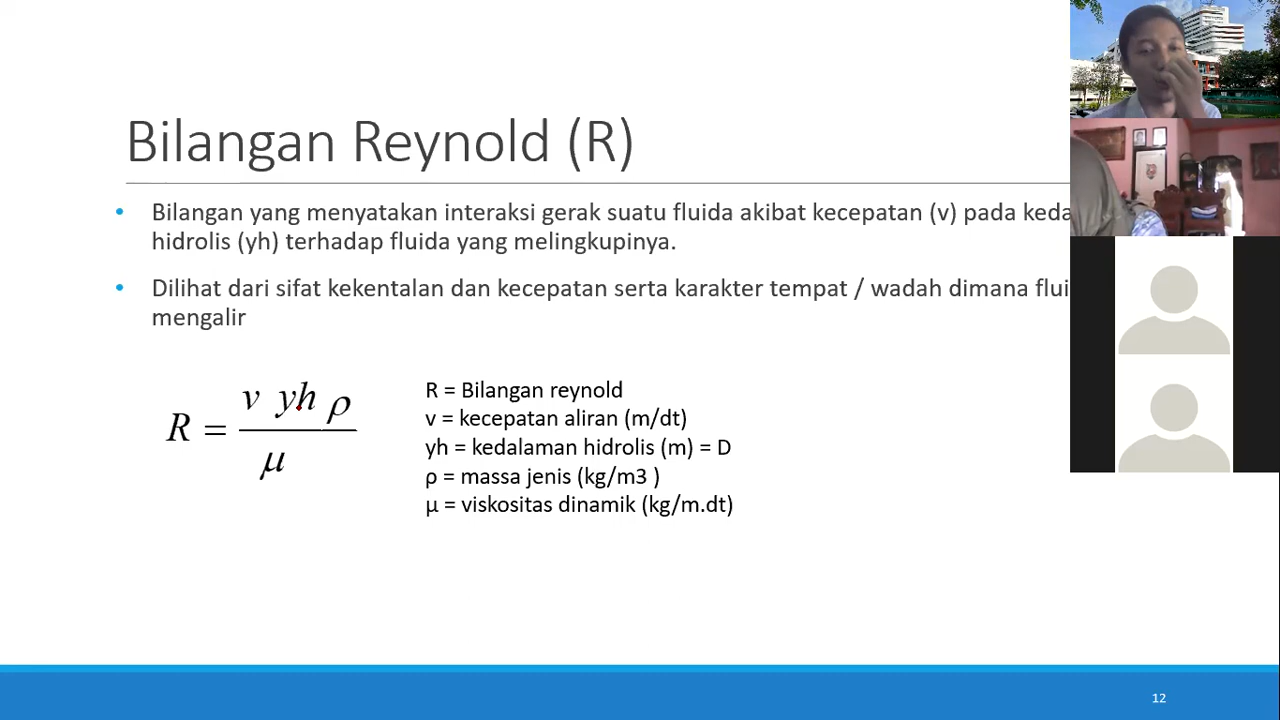 Bilangan Reynold (R)
• Bilangan yang menyatakan interaksi gerak suatu fluida akibat kecepatan (v) pada
hidrolis (yh) terhadap fluida yang melingkupinya.
• Dilihat dari sifat kekentalan dan kecepatan serta karakter tempat / wadah dimana
mengalir
R = v yh ρ / μ
R = Bilangan reynold
v = kecepatan aliran (m/dt)
yh = kedalaman hidrolis (m) = D
ρ = massa jenis (kg/m3 )
μ = viskositas dinamik (kg/m.dt)
12